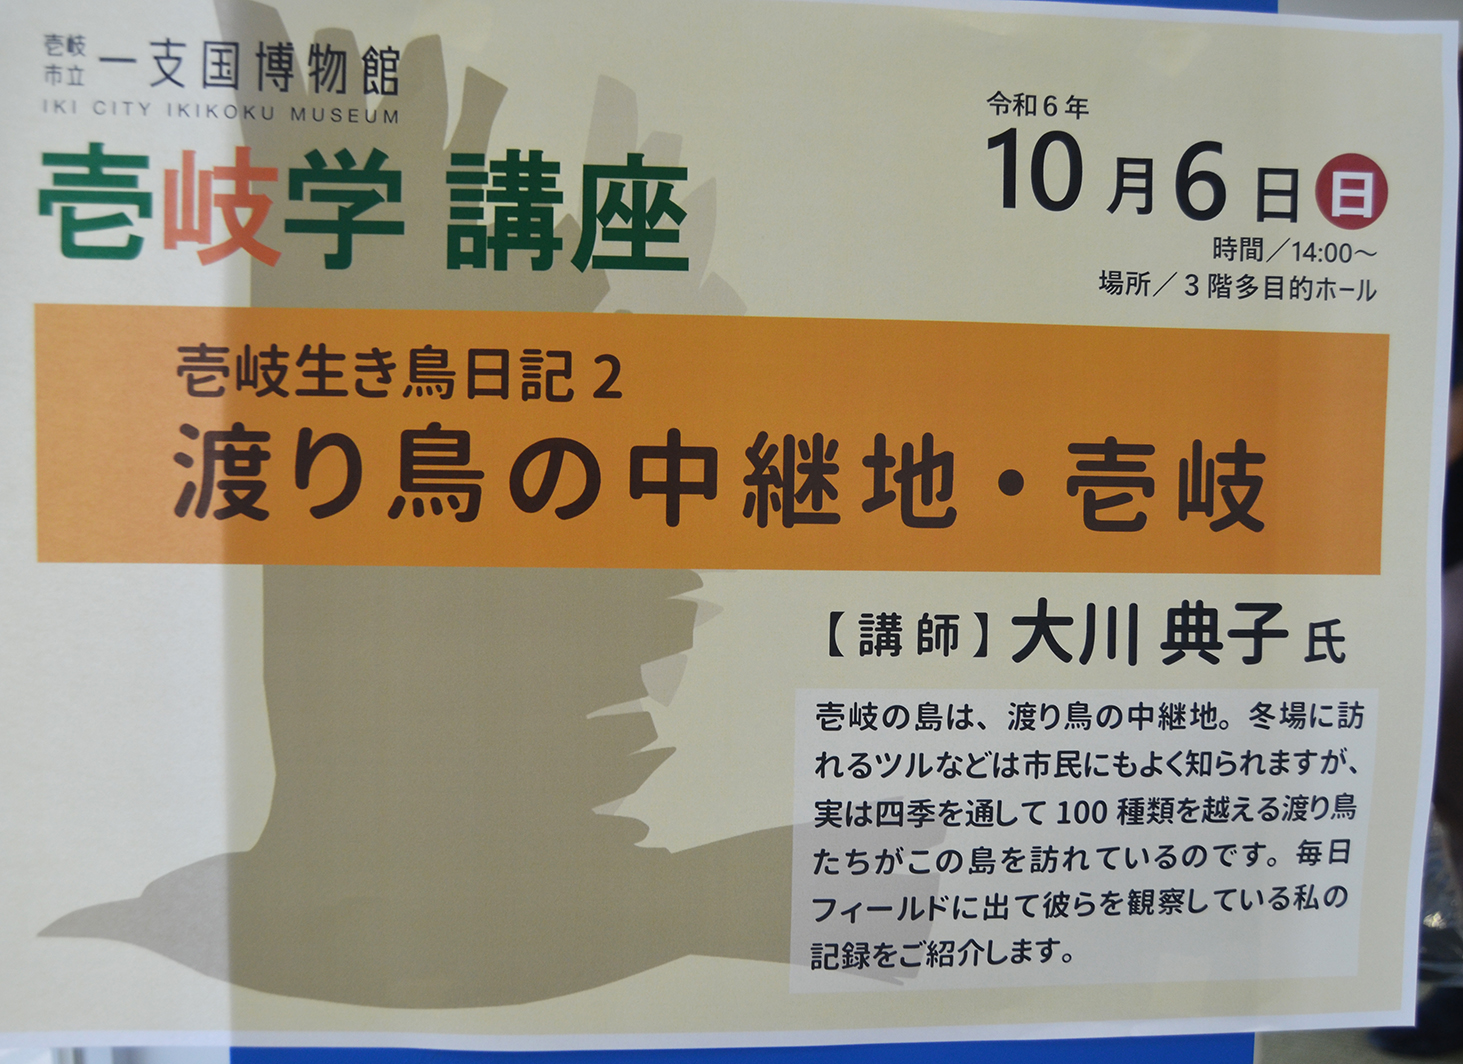 壱岐市立 一支国博物館
IKI CITY IKIKOKU MUSEUM
壱岐学 講座
令和6年
10月6日 日
時間／14:00～
場所／3階多目的ホール
壱岐生き鳥日記2
渡り鳥の中継地・壱岐
【講師】大川 典子 氏
壱岐の島は、渡り鳥の中継地。冬場に訪
れるツルなどは市民にもよく知られますが、
実は四季を通して100種類を越える渡り鳥
たちがこの島を訪れているのです。毎日
フィールドに出て彼らを観察している私の
記録をご紹介します。